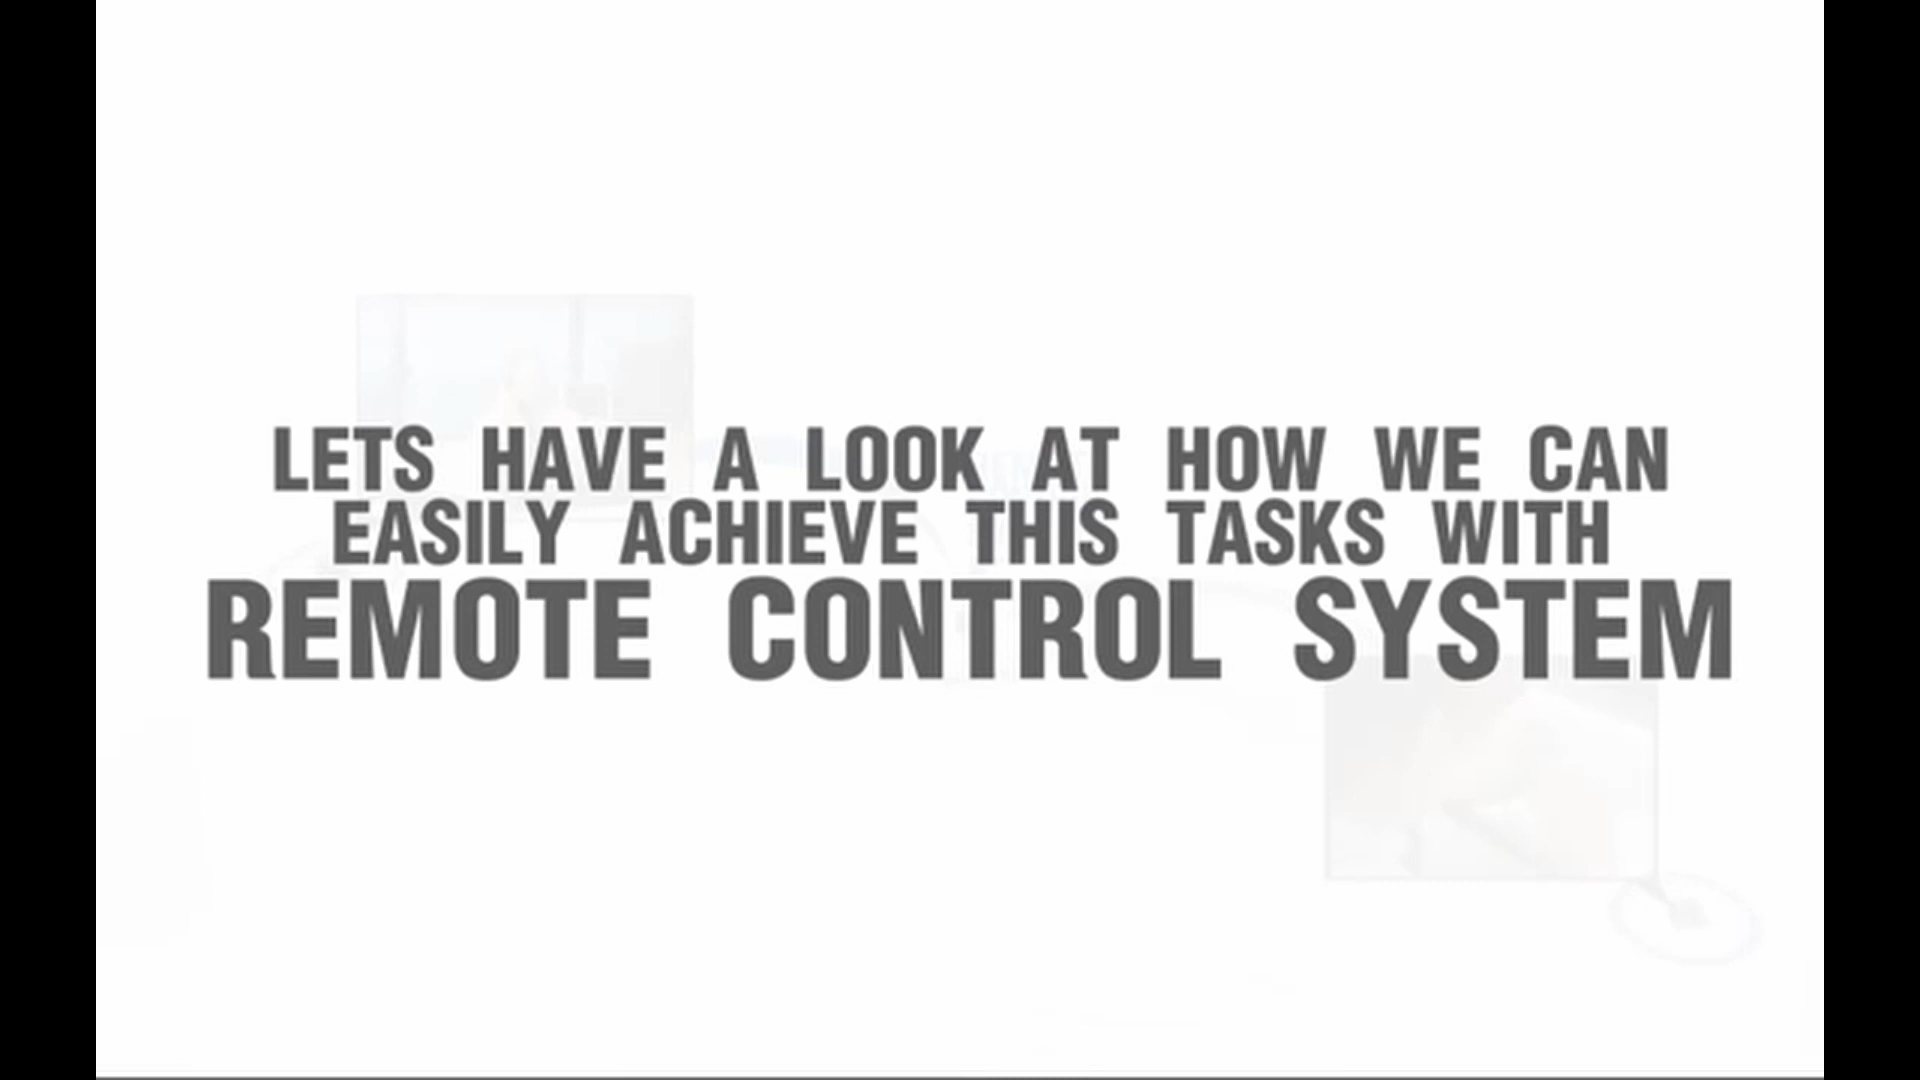 LETS HAVE A LOOK AT HOW WE CAN
EASILY ACHIEVE THIS TASKS WITH
REMOTE CONTROL SYSTEM